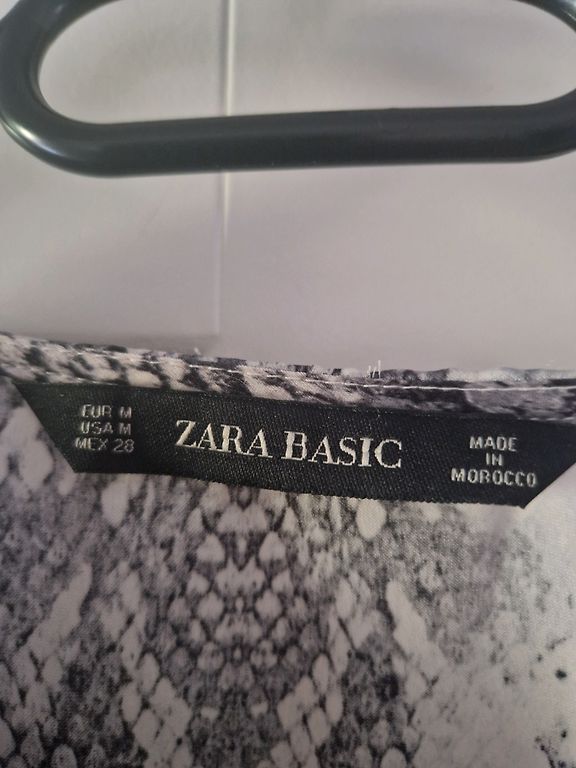 EUR M
USA M
MEX 28
ZARA BASIC
MADE
IN
MOROCCO